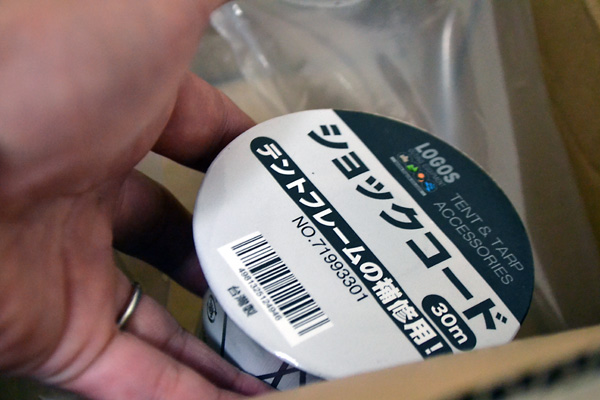 LOGOS
TENT & TARP
ACCESSORIES
ショックコード
30m
テントフレームの補修用!
NO.71993301
4981325124946
台湾製